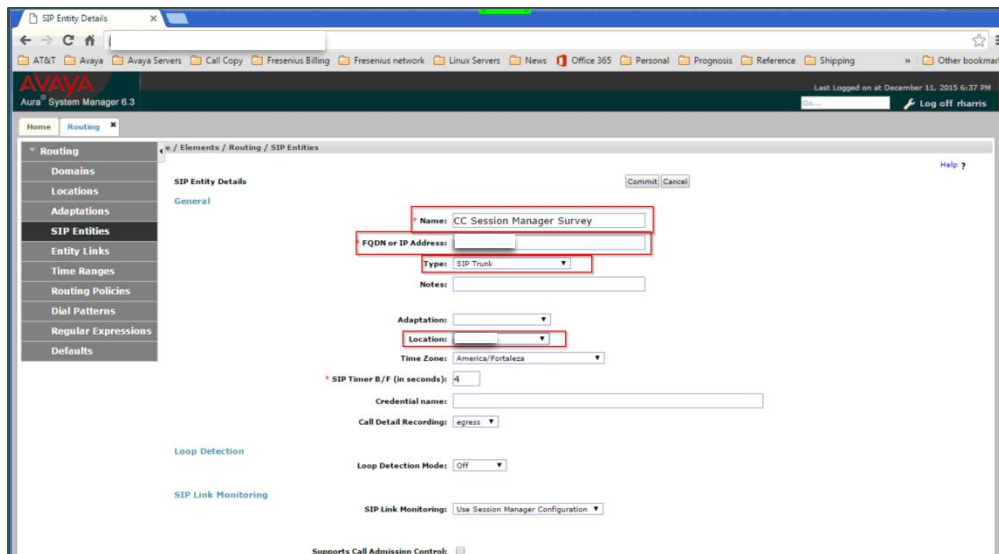 SIP Entity Details
AT&T Avaya Avaya Servers Call Copy Fresenius Billing Fresenius network Linux Servers News Office 365 Personal Prognosis Reference Shipping » Other bookmar
AVAYA
Last Logged on at December 11, 2015 6:37 PM
Aura® System Manager 6.3
Go...
Log off rharris
Home Routing
Routing
e / Elements / Routing / SIP Entities
Help ?
Domains
SIP Entity Details
Commit Cancel
Locations
General
Adaptations
* Name: CC Session Manager Survey
SIP Entities
* FQDN or IP Address:
Entity Links
Type: SIP Trunk
Time Ranges
Notes:
Routing Policies
Dial Patterns
Adaptation:
Regular Expressions
Location:
Defaults
Time Zone: America/Fortaleza
* SIP Timer B/F (in seconds): 4
Credential name:
Call Detail Recording: egress
Loop Detection
Loop Detection Mode: Off
SIP Link Monitoring
SIP Link Monitoring: Use Session Manager Configuration
Supports Call Admission Control: